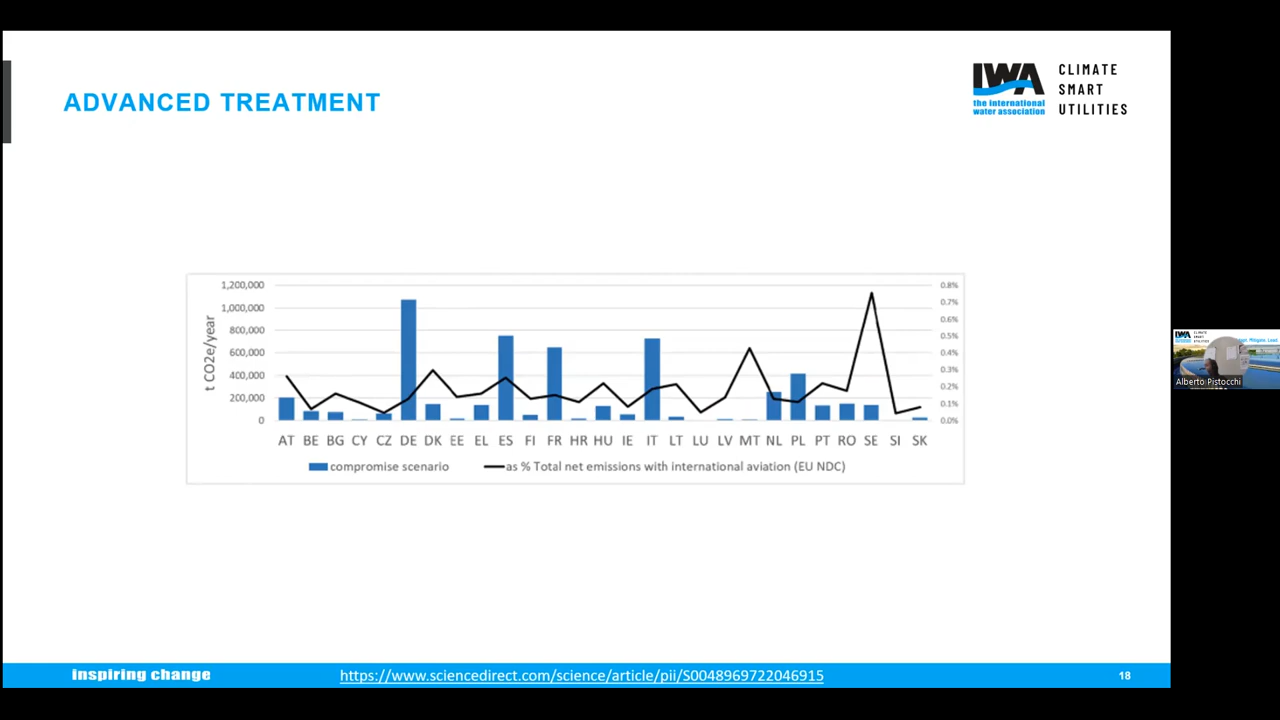 ADVANCED TREATMENT
IWA
the international
water association
CLIMATE
SMART
UTILITIES
1,200,000
1,000,000
800,000
600,000
400,000
200,000
0
t CO2e/year
0.8%
0.7%
0.6%
0.5%
0.4%
0.3%
0.2%
0.1%
0.0%
AT BE BG CY CZ DE DK EE EL ES FI FR HR HU IE IT LT LU LV MT NL PL PT RO SE SI SK
compromise scenario as % Total net emissions with international aviation (EU NDC)
Alberto Pistocchi
inspiring change https://www.sciencedirect.com/science/article/pii/S0048969722046915 18